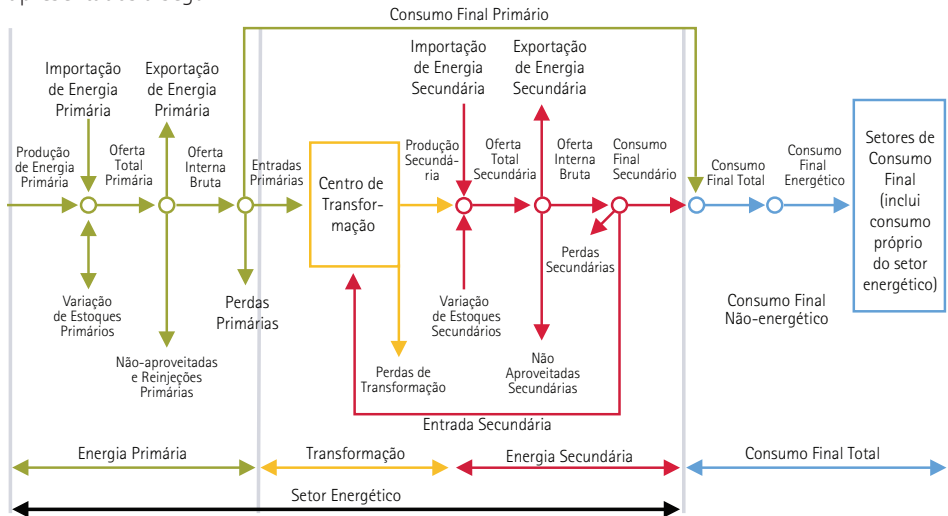 Consumo Final Primário
Importação
de Energia
Primária
Exportação
de Energia
Primária
Importação
de Energia
Secundária
Exportação
de Energia
Secundária
Produção
de Energia
Primária
Oferta
Total
Primária
Oferta
Interna
Bruta
Entradas
Primárias
Centro de
Transfor-
mação
Produção
Secundá-
ria
Oferta
Total
Secundária
Oferta
Interna
Bruta
Consumo
Final
Secundário
Consumo
Final Total
Consumo
Final
Energético
Setores de
Consumo
Final
(inclui
consumo
próprio
do setor
energético)
Variação
de Estoques
Primários
Perdas
Primárias
Não-aproveitadas
e Reinjeções
Primárias
Perdas de
Transformação
Variação
de Estoques
Secundários
Perdas
Secundárias
Não
Aproveitadas
Secundárias
Consumo Final
Não-energético
Entrada Secundária
Energia Primária
Transformação
Energia Secundária
Consumo Final Total
Setor Energético